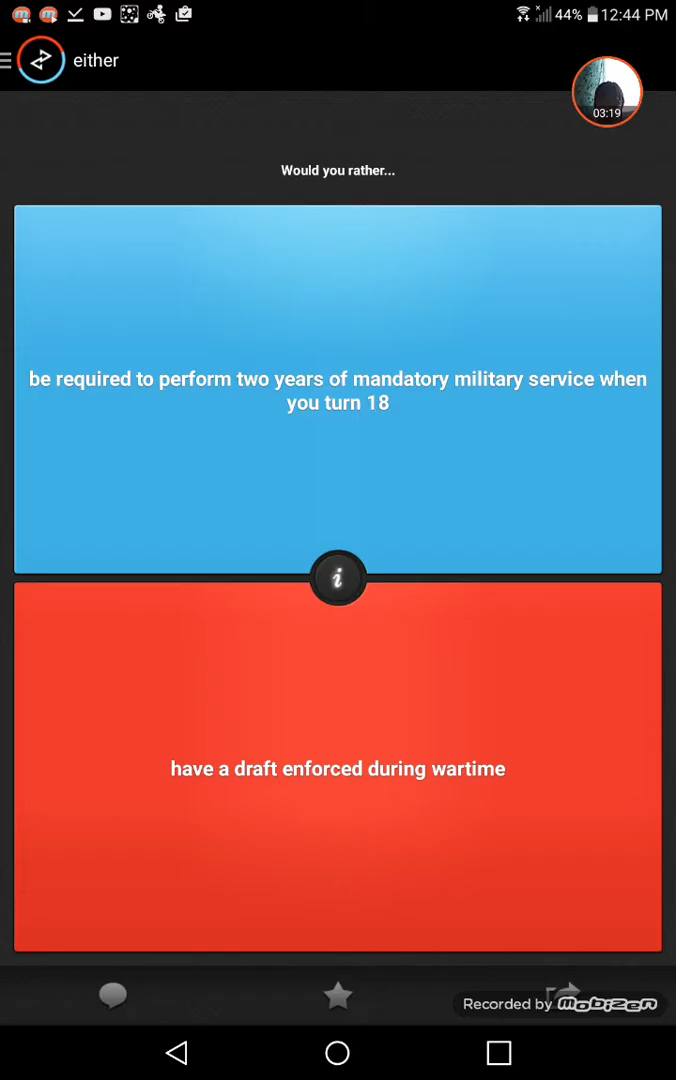 44% 12:44 PM
either
03:19
Would you rather...
be required to perform two years of mandatory military service when
you turn 18
i
have a draft enforced during wartime
Recorded by mobizen